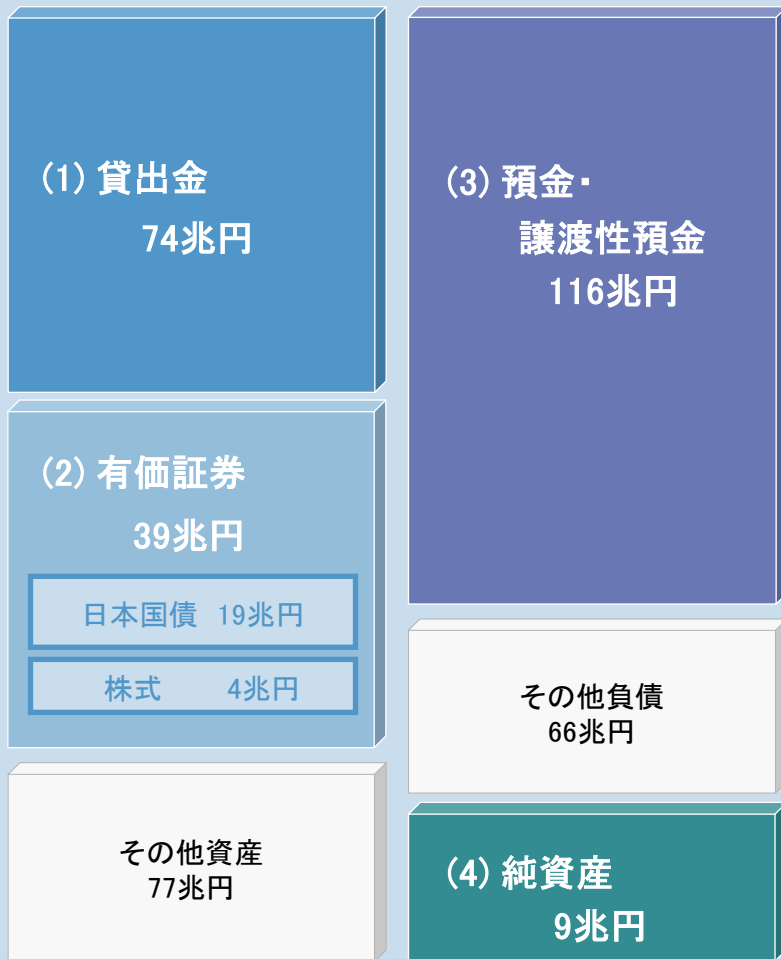 (1) 貸出金
74兆円
(2) 有価証券
39兆円
日本国債 19兆円
株式 4兆円
その他資産
77兆円
(3) 預金・
譲渡性預金
116兆円
その他負債
66兆円
(4) 純資産
9兆円